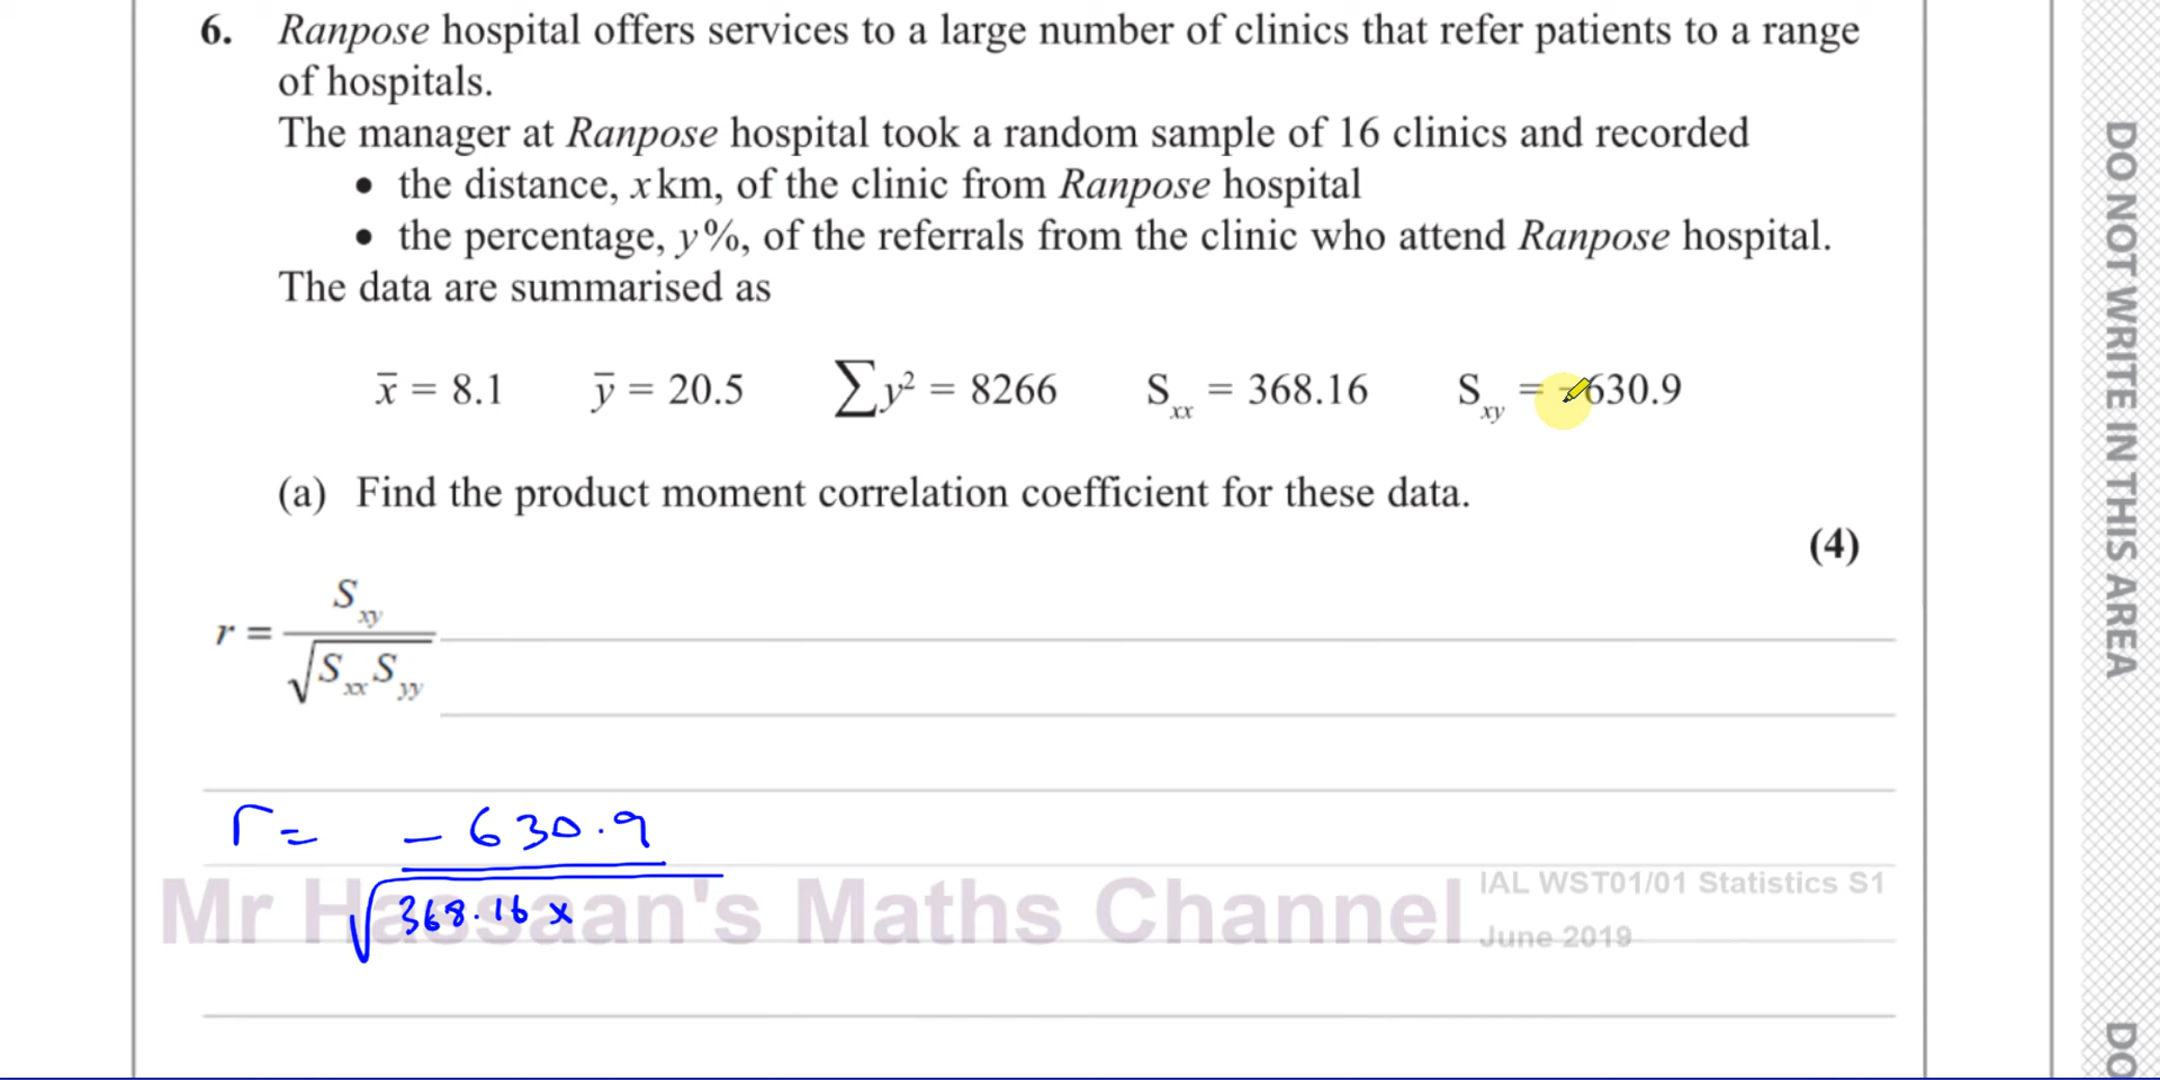 6. Ranpose hospital offers services to a large number of clinics that refer patients to a range
of hospitals.
The manager at Ranpose hospital took a random sample of 16 clinics and recorded
• the distance, x km, of the clinic from Ranpose hospital
• the percentage, y%, of the referrals from the clinic who attend Ranpose hospital.
The data are summarised as
x̄ = 8.1 ȳ = 20.5 ∑y² = 8266 Sxx = 368.16 Sxy = −630.9
(a) Find the product moment correlation coefficient for these data.
(4)
r = Sxy / √SxxSyy
r = −630.9
√368.16 ×
Mr Hassaan's Maths Channel
IAL WST01/01 Statistics S1
June 2019
DO NOT WRITE IN THIS AREA
DO